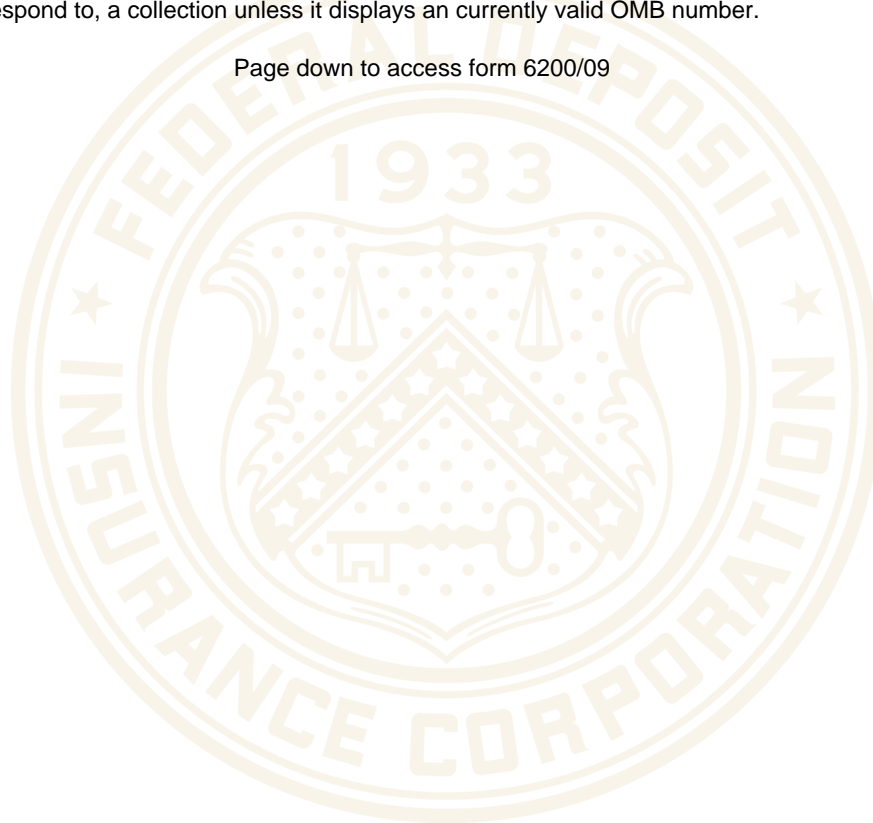 spond to, a collection unless it displays an currently valid OMB number.
Page down to access form 6200/09
FEDERAL DEPOSIT
1933
INSURANCE CORPORATION